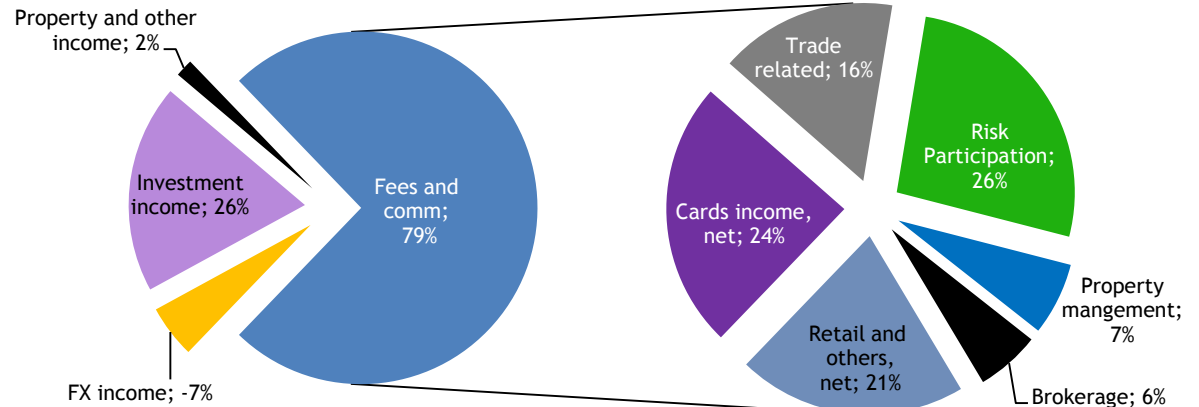 Property and other
income; 2%
Investment
income; 26%
FX income; -7%
Fees and
comm;
79%
Trade
related; 16%
Risk
Participation;
26%
Cards income,
net; 24%
Property
mangement;
7%
Retail and
others,
net; 21%
Brokerage; 6%